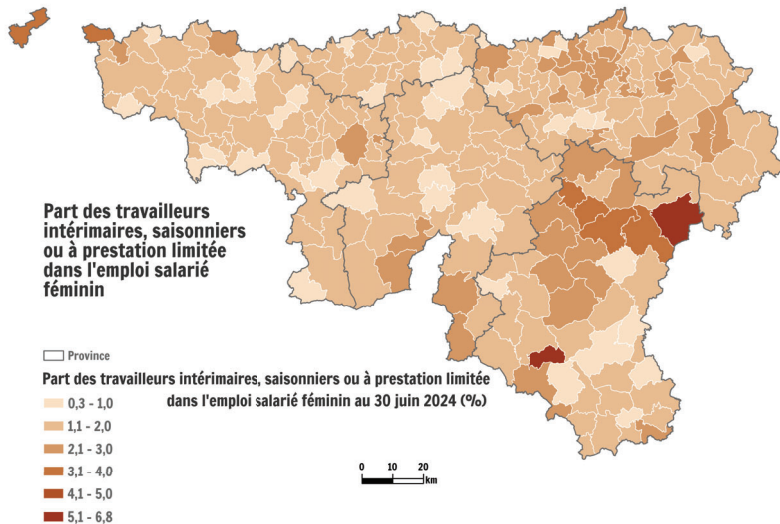 Part des travailleurs
intérimaires, saisonniers
ou à prestation limitée
dans l'emploi salarié
féminin
Province
Part des travailleurs intérimaires, saisonniers ou à prestation limitée
dans l'emploi salarié féminin au 30 juin 2024 (%)
0,3 - 1,0
1,1 - 2,0
2,1 - 3,0
3,1 - 4,0
4,1 - 5,0
5,1 - 6,8
0 10 20
km